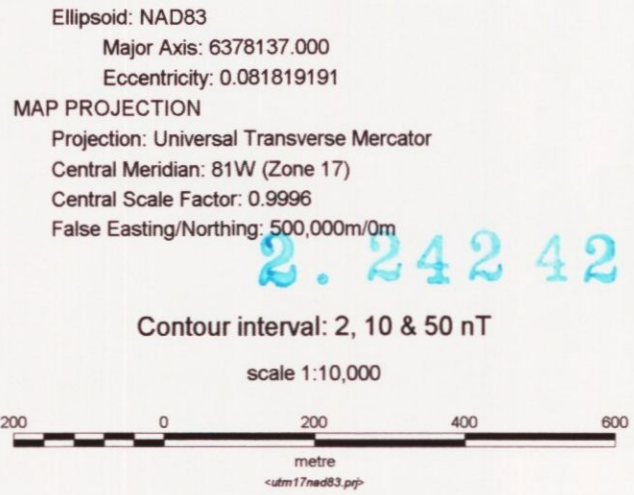 Ellipsoid: NAD83
Major Axis: 6378137.000
Eccentricity: 0.081819191
MAP PROJECTION
Projection: Universal Transverse Mercator
Central Meridian: 81W (Zone 17)
Central Scale Factor: 0.9996
False Easting/Northing: 500,000m/0m
2.24242
Contour interval: 2, 10 & 50 nT
scale 1:10,000
200 0 200 400 600
metre
<utm17nad83.prj>